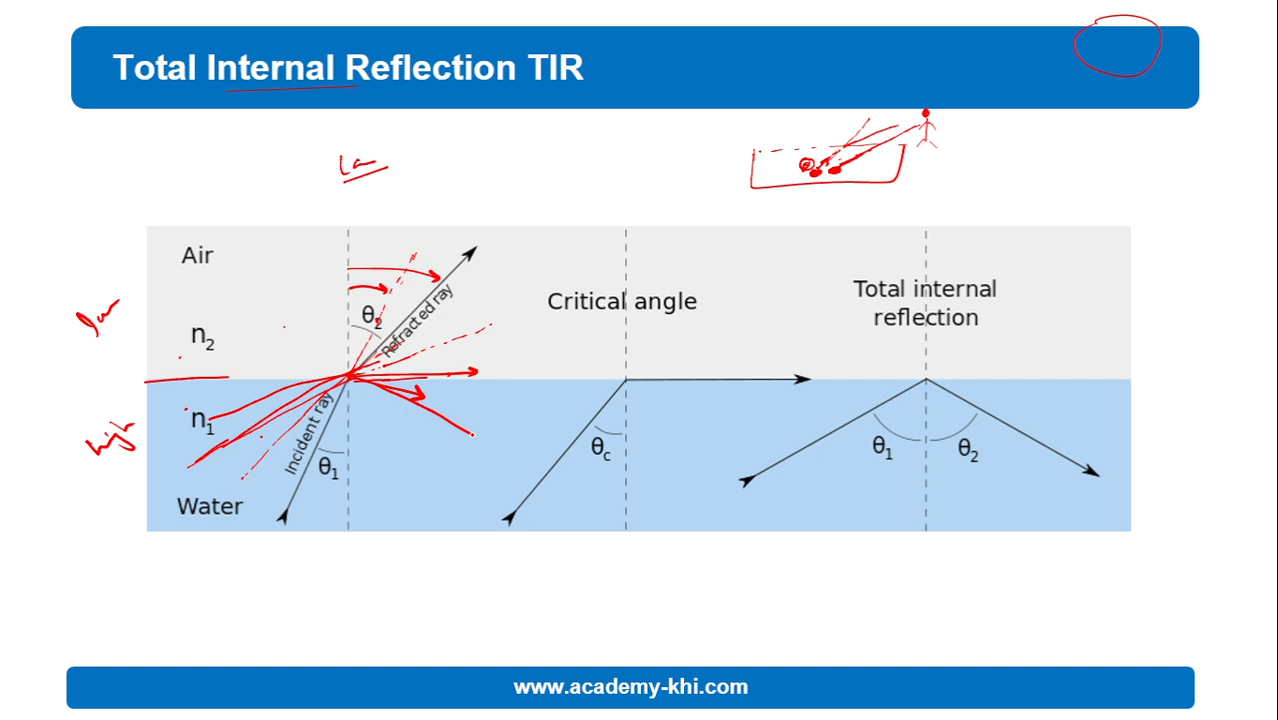 Total Internal Reflection TIR
Air
n2
θ2
Refracted ray
Critical angle
Total internal
reflection
high
n1
Incident ray
θ1
θc
θ1
θ2
Water
www.academy-khi.com